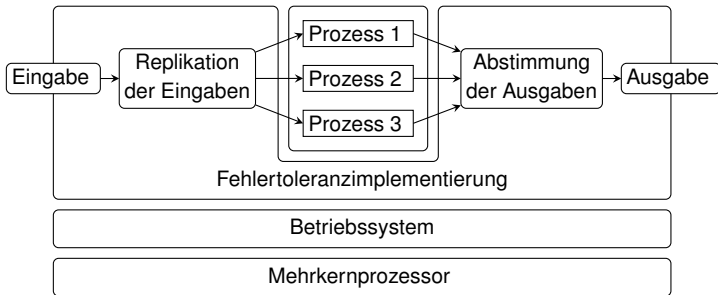 Eingabe
Replikation
der Eingaben
Prozess 1
Prozess 2
Prozess 3
Abstimmung
der Ausgaben
Ausgabe
Fehlertoleranzimplementierung
Betriebssystem
Mehrkernprozessor